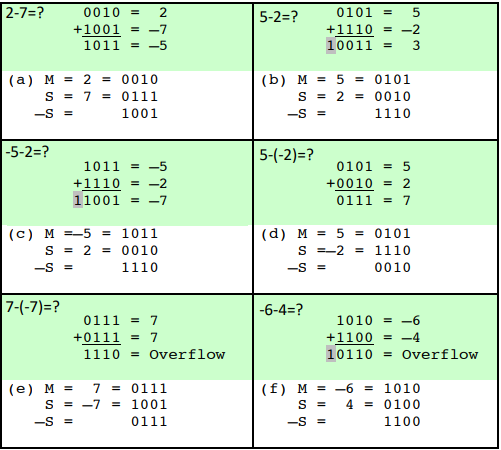 2-7=?
0010 = 2
+1001 = –7
1011 = –5
(a) M = 2 = 0010
S = 7 = 0111
–S = 1001
5-2=?
0101 = 5
+1110 = –2
10011 = 3
(b) M = 5 = 0101
S = 2 = 0010
–S = 1110
-5-2=?
1011 = –5
+1110 = –2
11001 = –7
(c) M =–5 = 1011
S = 2 = 0010
–S = 1110
5-(-2)=?
0101 = 5
+0010 = 2
0111 = 7
(d) M = 5 = 0101
S =–2 = 1110
–S = 0010
7-(-7)=?
0111 = 7
+0111 = 7
1110 = Overflow
(e) M = 7 = 0111
S = –7 = 1001
–S = 0111
-6-4=?
1010 = –6
+1100 = –4
10110 = Overflow
(f) M = –6 = 1010
S = 4 = 0100
–S = 1100